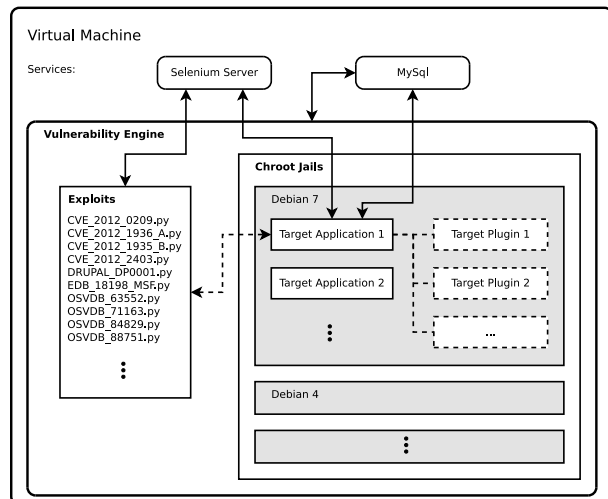 Virtual Machine
Services:
Selenium Server
MySql
Vulnerability Engine
Chroot Jails
Exploits
CVE_2012_0209.py
CVE_2012_1936_A.py
CVE_2012_1935_B.py
CVE_2012_2403.py
DRUPAL_DP0001.py
EDB_18198_MSF.py
OSVDB_63552.py
OSVDB_71163.py
OSVDB_84829.py
OSVDB_88751.py
Debian 7
Target Application 1
Target Plugin 1
Target Application 2
Target Plugin 2
...
Debian 4